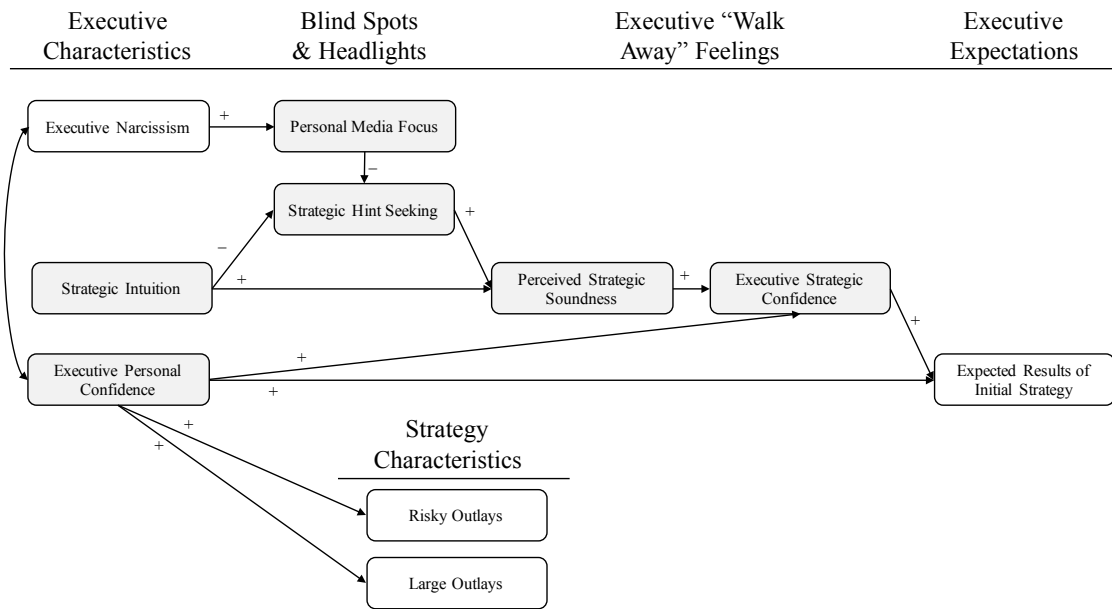 Executive
Characteristics
Blind Spots
& Headlights
Executive “Walk
Away” Feelings
Executive
Expectations
Executive Narcissism
+
Personal Media Focus
–
Strategic Hint Seeking
+
–
Strategic Intuition
+
Perceived Strategic
Soundness
+
Executive Strategic
Confidence
+
Executive Personal
Confidence
+
+
Expected Results of
Initial Strategy
+
+
Strategy
Characteristics
Risky Outlays
Large Outlays